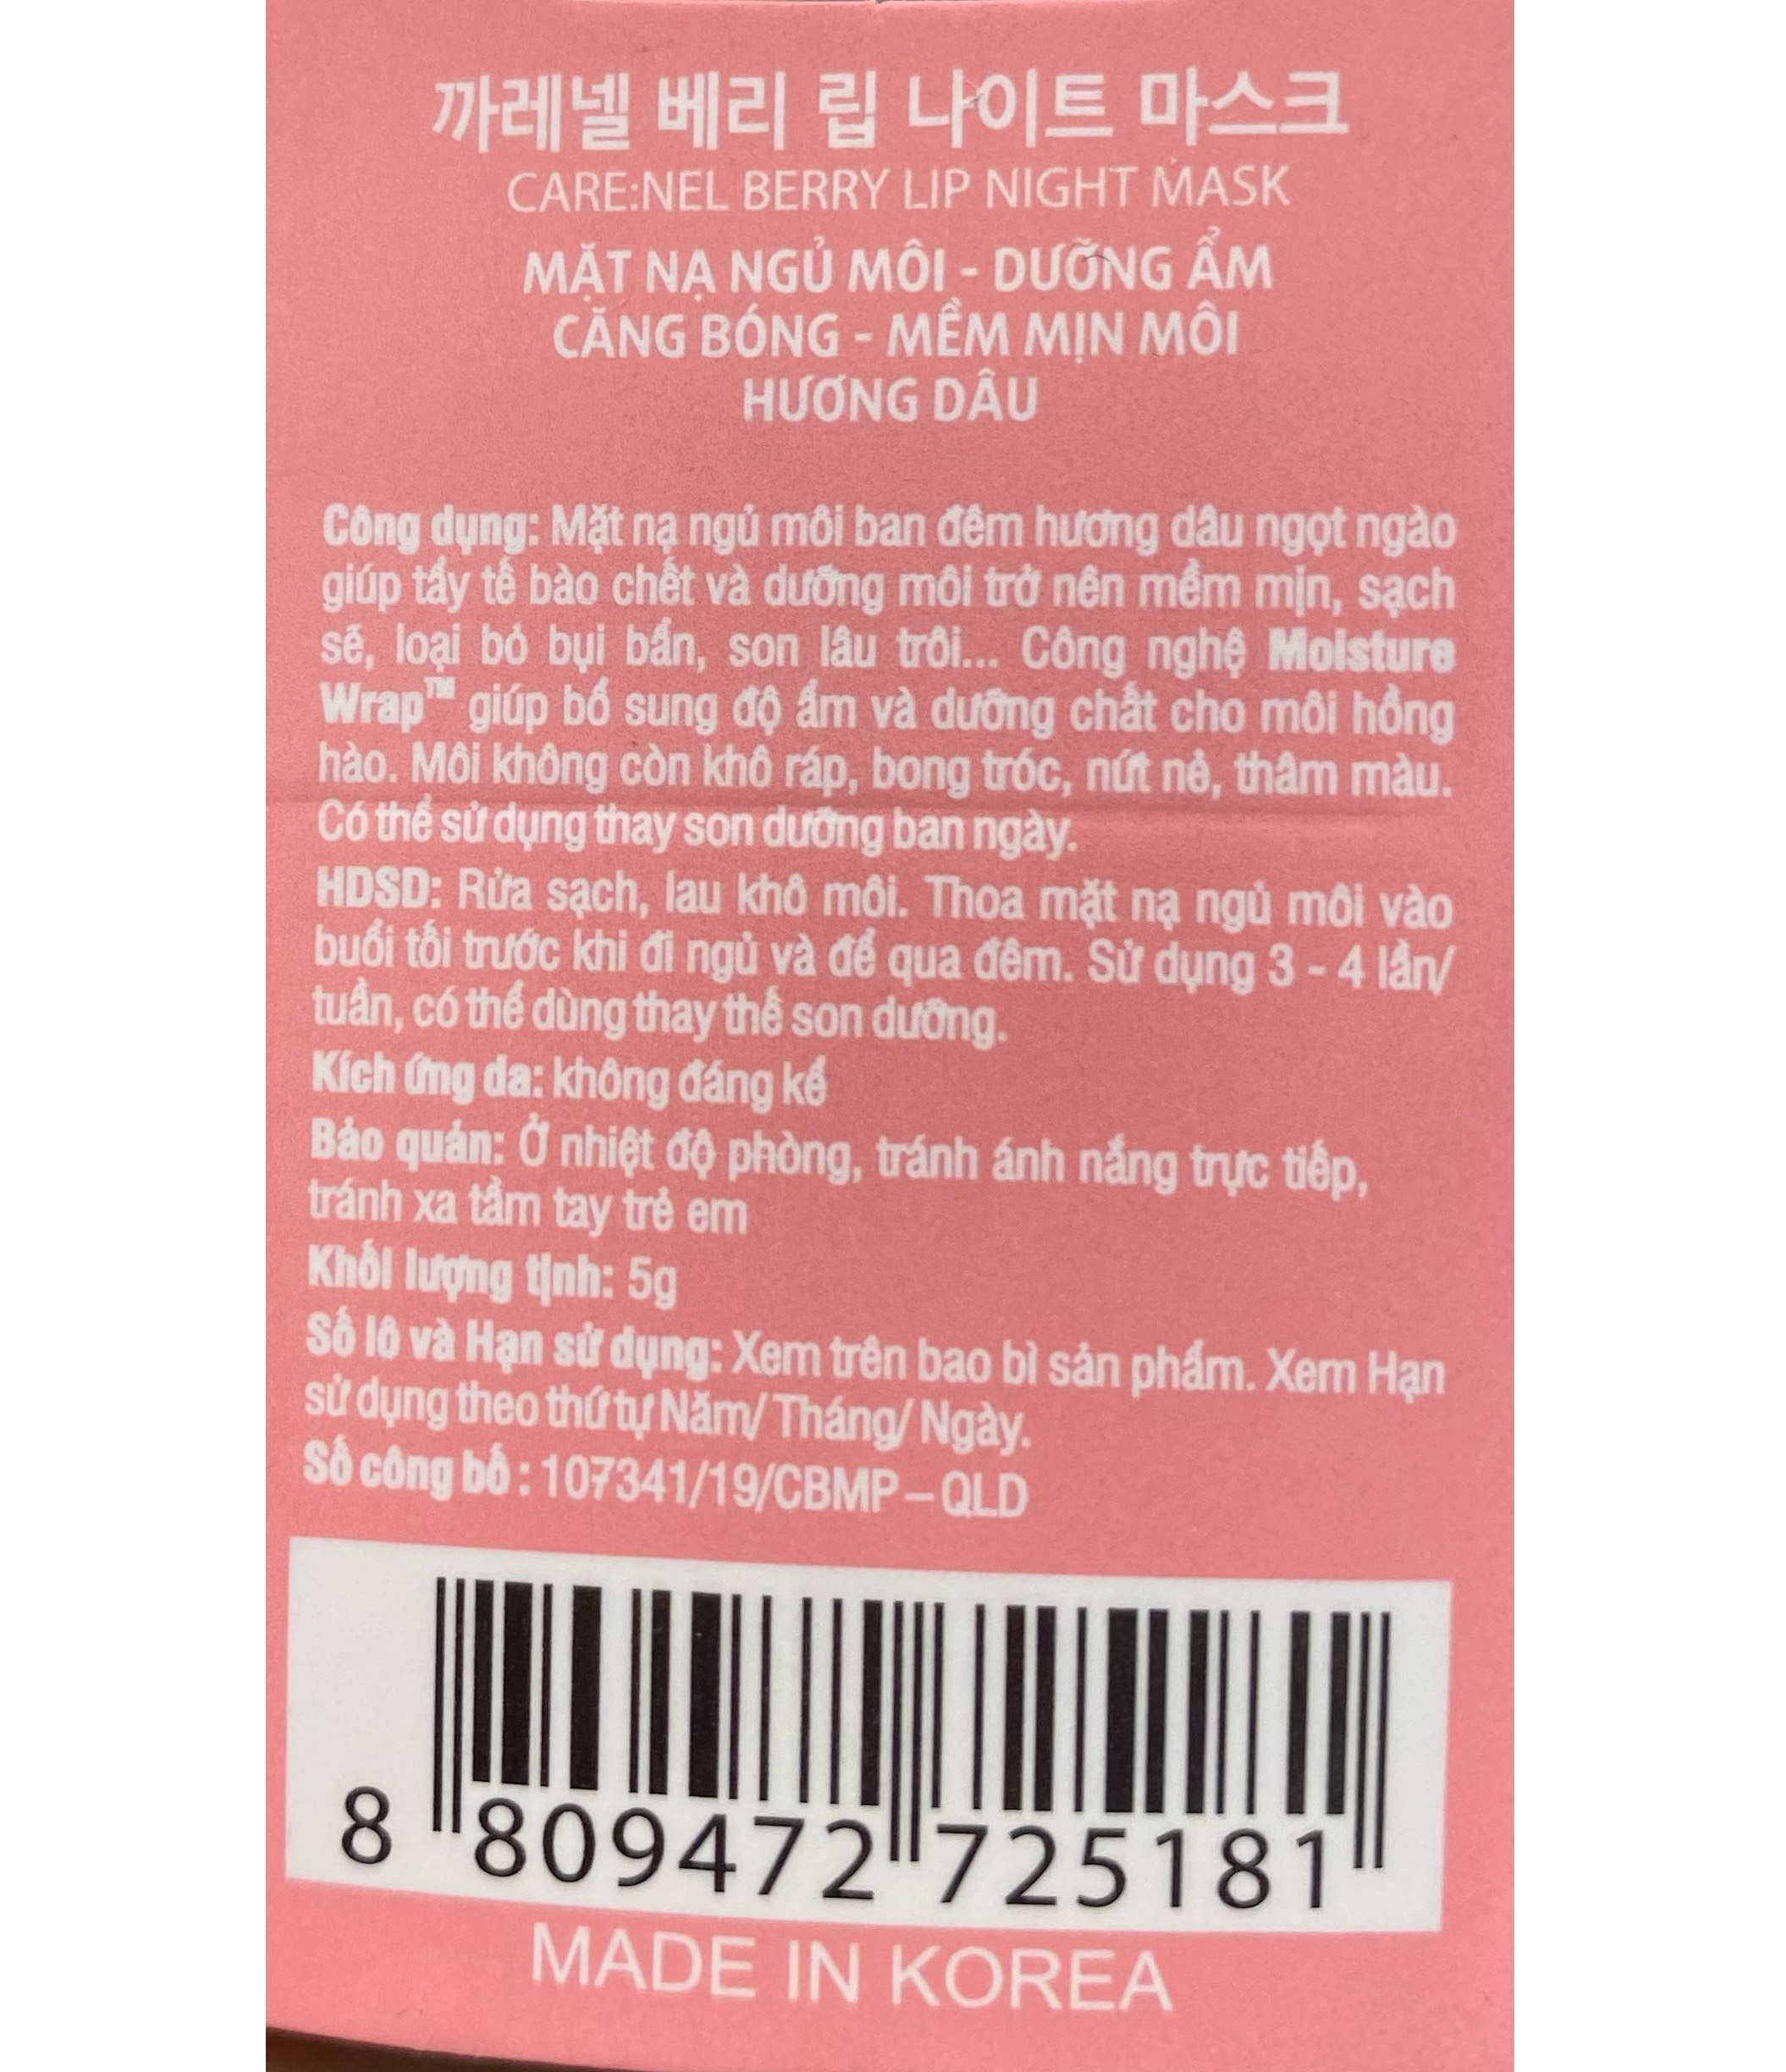 까레넬 베리 립 나이트 마스크
CARE:NEL BERRY LIP NIGHT MASK
MẶT NẠ NGỦ MÔI - DƯỠNG ẨM
CĂNG BÓNG - MỀM MỊN MÔI
HƯƠNG DÂU
Công dụng: Mặt nạ ngủ môi ban đêm hương dâu ngọt ngào
giúp tẩy tế bào chết và dưỡng môi trở nên mềm mịn, sạch
sẽ, loại bỏ bụi bẩn, son lâu trôi... Công nghệ Moisture
Wrap™ giúp bổ sung độ ẩm và dưỡng chất cho môi hồng
hào. Môi không còn khô ráp, bong tróc, nứt nẻ, thâm màu.
Có thể sử dụng thay son dưỡng ban ngày.
HDSD: Rửa sạch, lau khô môi. Thoa mặt nạ ngủ môi vào
buổi tối trước khi đi ngủ và để qua đêm. Sử dụng 3 - 4 lần/
tuần, có thể dùng thay thế son dưỡng.
Kích ứng da: không đáng kể
Bảo quản: Ở nhiệt độ phòng, tránh ánh nắng trực tiếp,
tránh xa tầm tay trẻ em
Khối lượng tịnh: 5g
Số lô và Hạn sử dụng: Xem trên bao bì sản phẩm. Xem Hạn
sử dụng theo thứ tự Năm/ Tháng/ Ngày.
Số công bố : 107341/19/CBMP – QLD
8 809472 725181
MADE IN KOREA